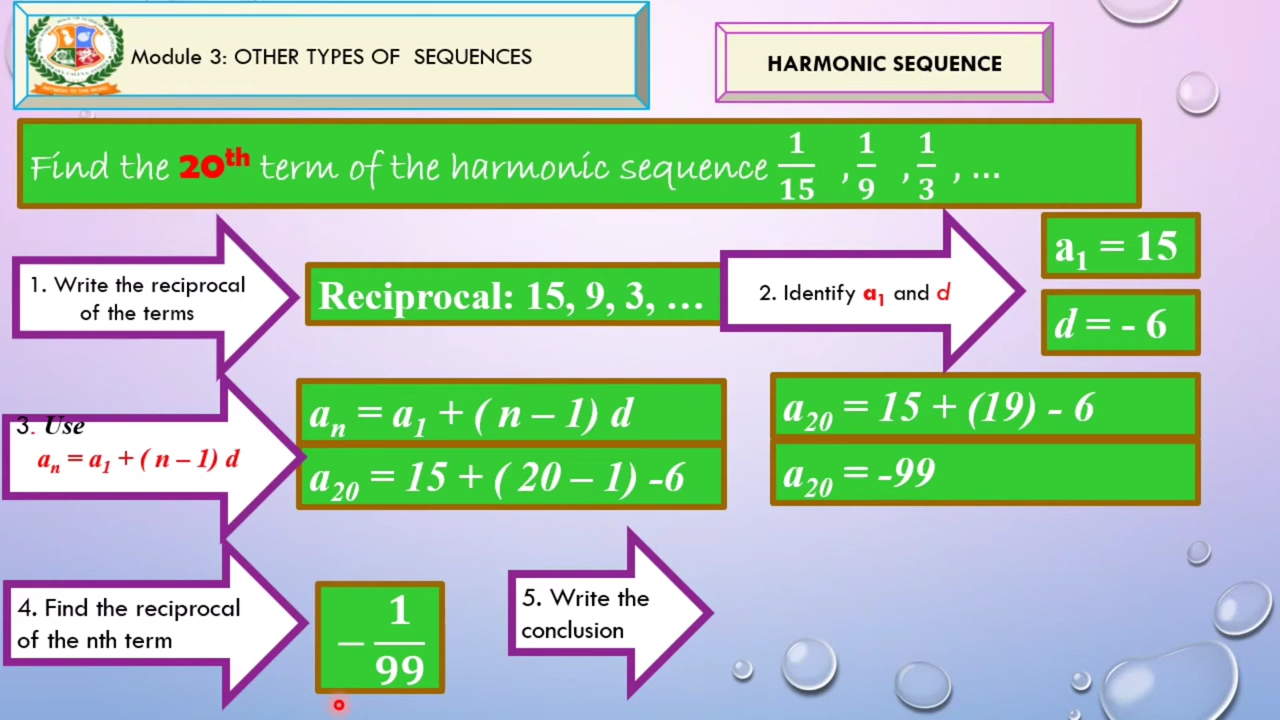 Module 3: OTHER TYPES OF SEQUENCES
HARMONIC SEQUENCE
Find the 20th term of the harmonic sequence 1/15 , 1/9 , 1/3 , ...
1. Write the reciprocal
of the terms
Reciprocal: 15, 9, 3, ...
2. Identify a1 and d
a1 = 15
d = - 6
3. Use
an = a1 + ( n – 1) d
an = a1 + ( n – 1) d
a20 = 15 + ( 20 – 1) -6
a20 = 15 + (19) - 6
a20 = -99
4. Find the reciprocal
of the nth term
– 1/99
5. Write the
conclusion